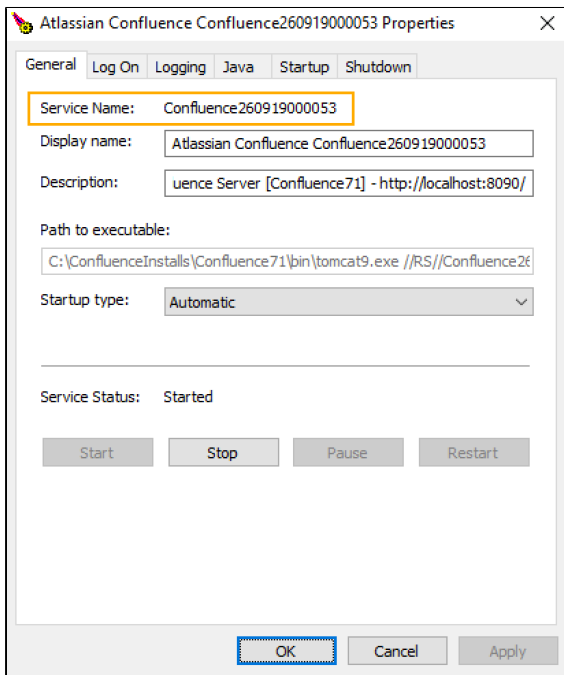 Atlassian Confluence Confluence260919000053 Properties
General Log On Logging Java Startup Shutdown
Service Name: Confluence260919000053
Display name: Atlassian Confluence Confluence260919000053
Description: uence Server [Confluence71] - http://localhost:8090/
Path to executable:
C:\ConfluenceInstalls\Confluence71\bin\tomcat9.exe //RS//Confluence26
Startup type: Automatic
Service Status: Started
Start Stop Pause Restart
OK Cancel Apply